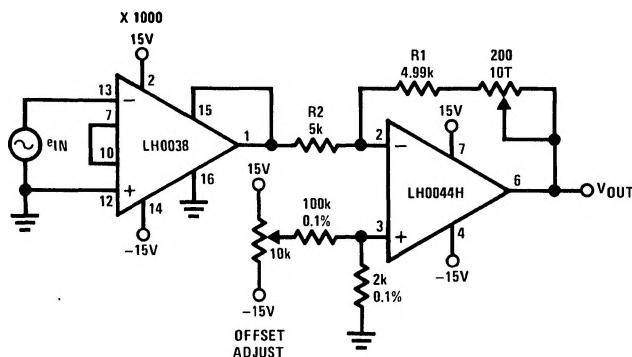 X 1000
15V
2
13
−
7
15
eIN
LH0038
1
10
16
+
12
14
−15V
R2
5k
R1
4.99k
200
10T
15V
2
−
7
LH0044H
6
VOUT
3
+
4
−15V
15V
100k
0.1%
10k
−15V
2k
0.1%
OFFSET
ADJUST